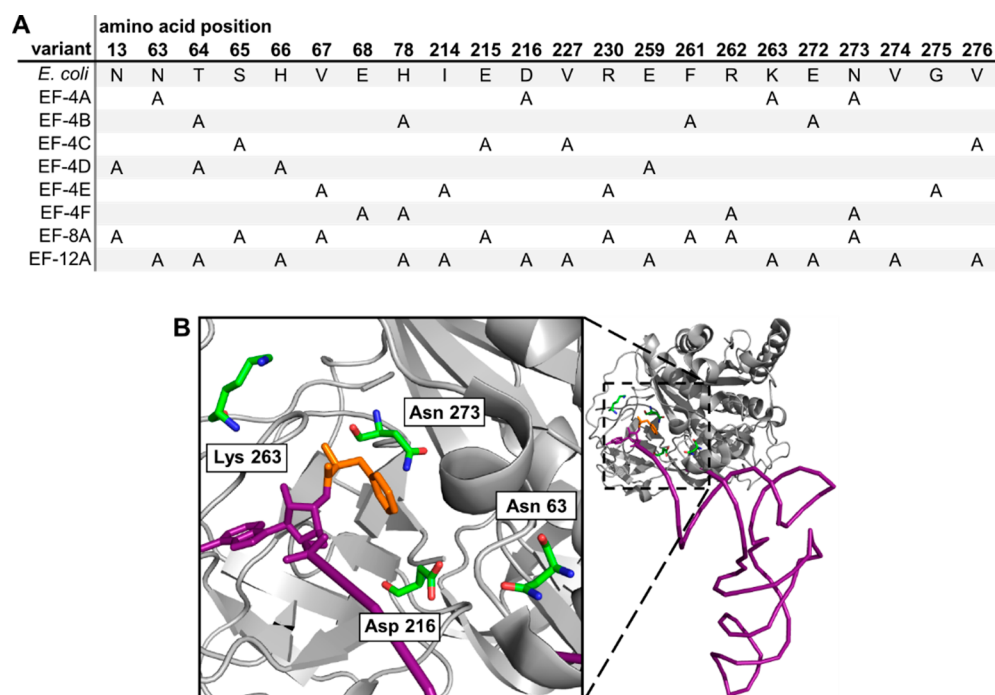 A
amino acid position
variant 13 63 64 65 66 67 68 78 214 215 216 227 230 259 261 262 263 272 273 274 275 276
E. coli N N T S H V E H I E D V R E F R K E N V G V
EF-4A A A A A
EF-4B A A A A
EF-4C A A A A
EF-4D A A A A
EF-4E A A A A
EF-4F A A A A
EF-8A A A A A A A A A
EF-12A A A A A A A A A A A A A
B
Asn 273
Lys 263
Asn 63
Asp 216